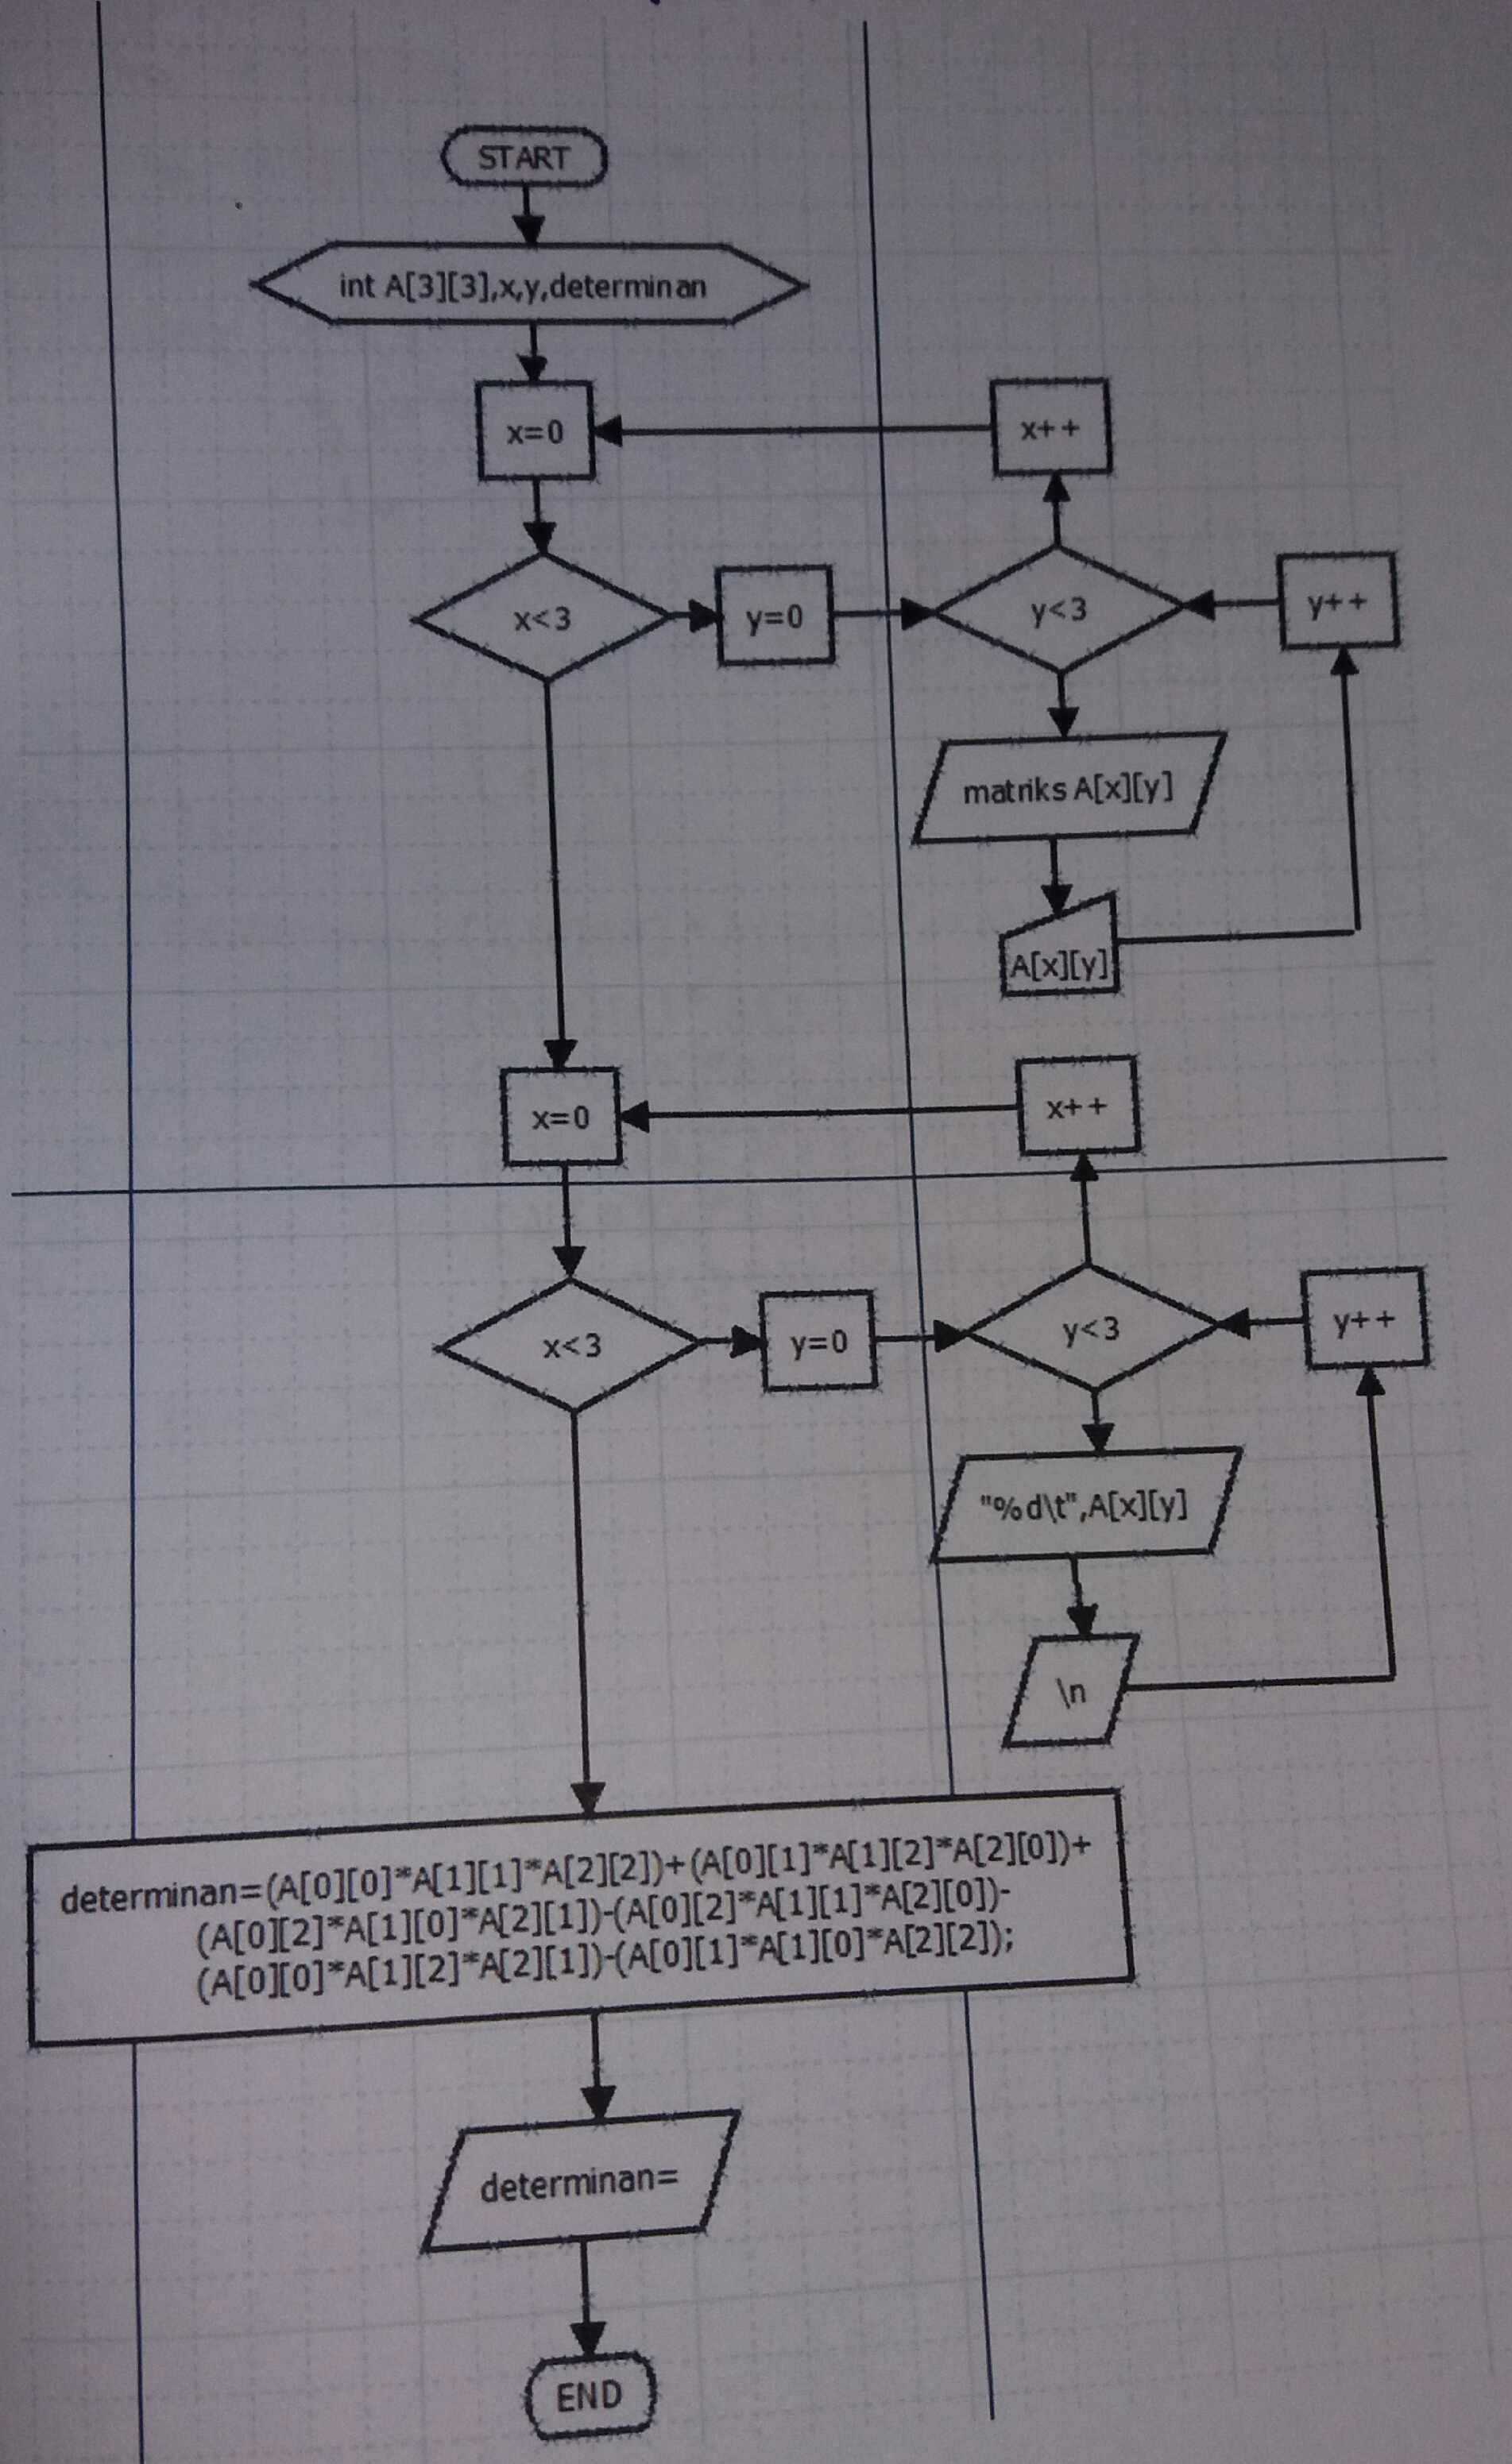 START
int A[3][3],x,y,determinan
x=0
x++
x<3
y=0
y<3
y++
matriks A[x][y]
A[x][y]
x=0
x++
x<3
y=0
y<3
y++
"%d\t",A[x][y]
\n
determinan=(A[0][0]*A[1][1]*A[2][2])+(A[0][1]*A[1][2]*A[2][0])+
(A[0][2]*A[1][0]*A[2][1])-(A[0][2]*A[1][1]*A[2][0])-
(A[0][0]*A[1][2]*A[2][1])-(A[0][1]*A[1][0]*A[2][2]);
determinan=
END